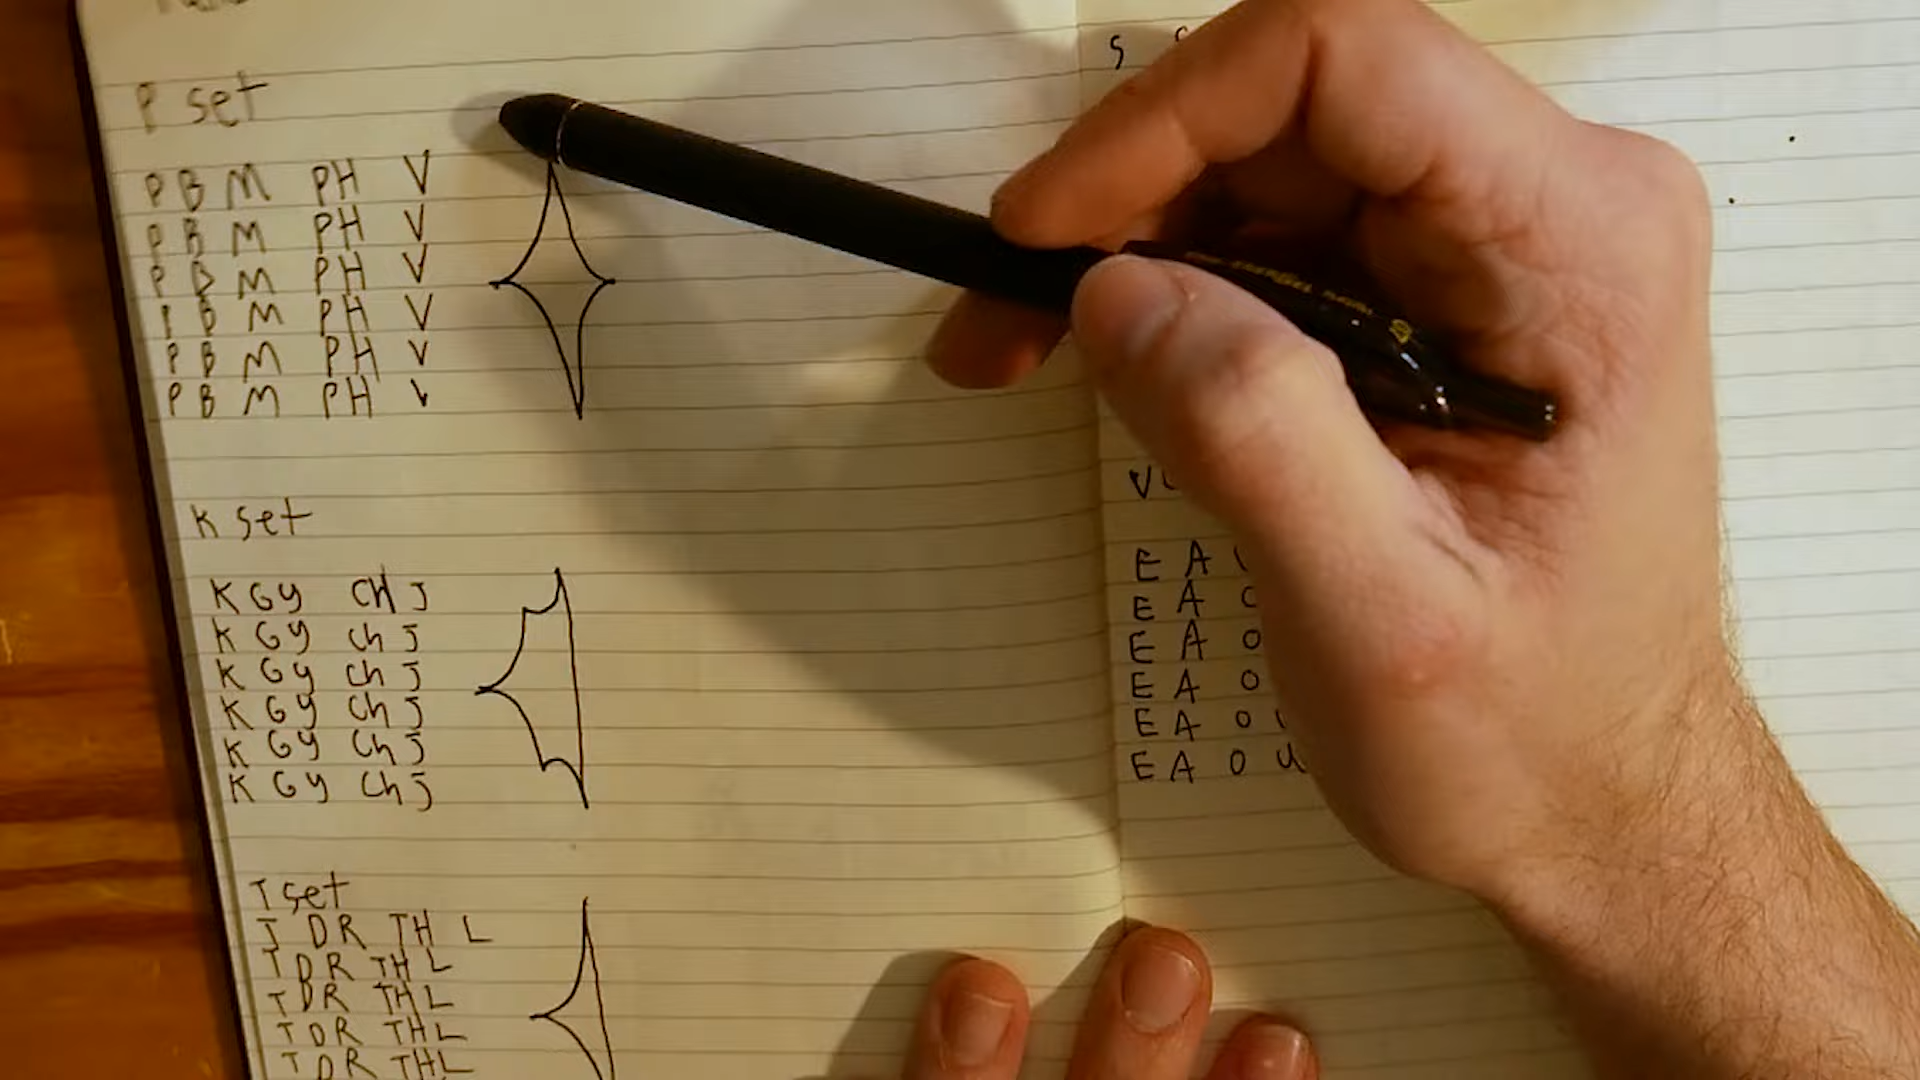 P set
P B M PH V
P B M PH V
P B M PH V
P B M PH V
P B M PH V
P B M PH V
K set
K G y CH J
K G y Ch J
K G y Ch J
K G y Ch J
K G y Ch J
K G y Ch J
T set
T D R TH L
T D R TH L
T D R TH L
T D R TH L
T D R TH L
S
E A
E A
E A O
E A O
E A O
E A O U